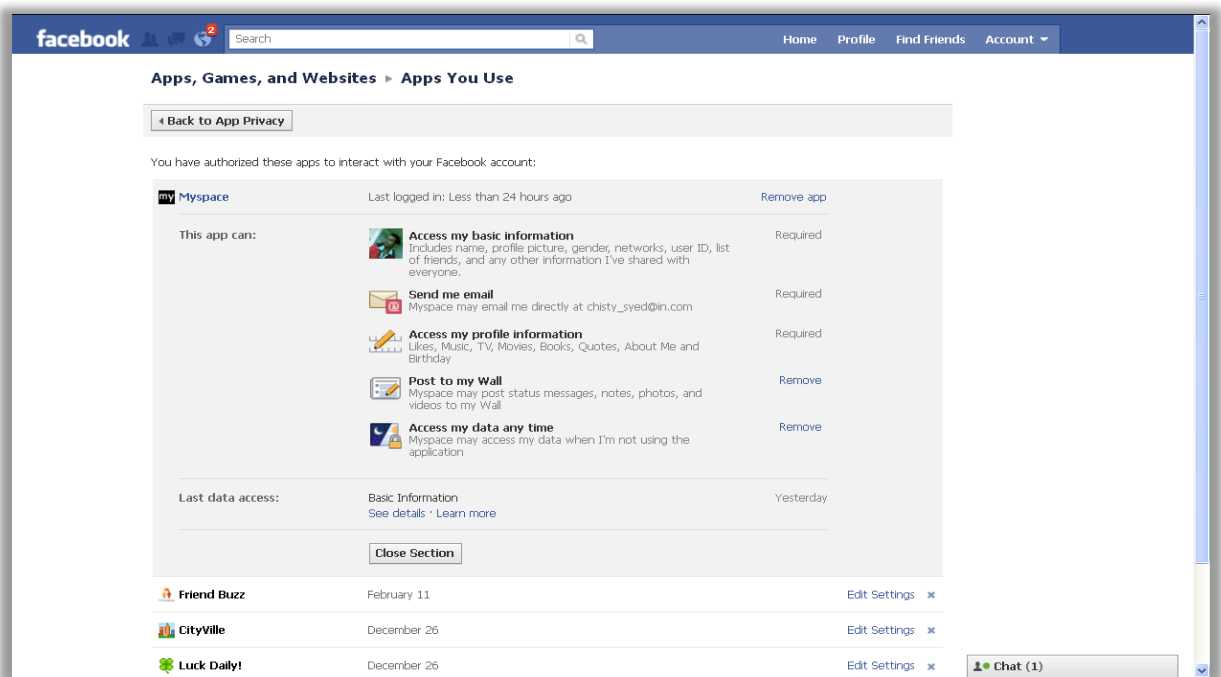 facebook
2
Search
Home Profile Find Friends Account
Apps, Games, and Websites ▸ Apps You Use
Back to App Privacy
You have authorized these apps to interact with your Facebook account:
my Myspace Last logged in: Less than 24 hours ago Remove app
This app can:
Access my basic information Required
Includes name, profile picture, gender, networks, user ID, list
of friends, and any other information I've shared with
everyone.
Send me email Required
Myspace may email me directly at chisty_syed@in.com
Access my profile information Required
Likes, Music, TV, Movies, Books, Quotes, About Me and
Birthday
Post to my Wall Remove
Myspace may post status messages, notes, photos, and
videos to my Wall
Access my data any time Remove
Myspace may access my data when I'm not using the
application
Last data access: Basic Information Yesterday
See details · Learn more
Close Section
Friend Buzz February 11 Edit Settings x
CityVille December 26 Edit Settings x
Luck Daily! December 26 Edit Settings x
Chat (1)